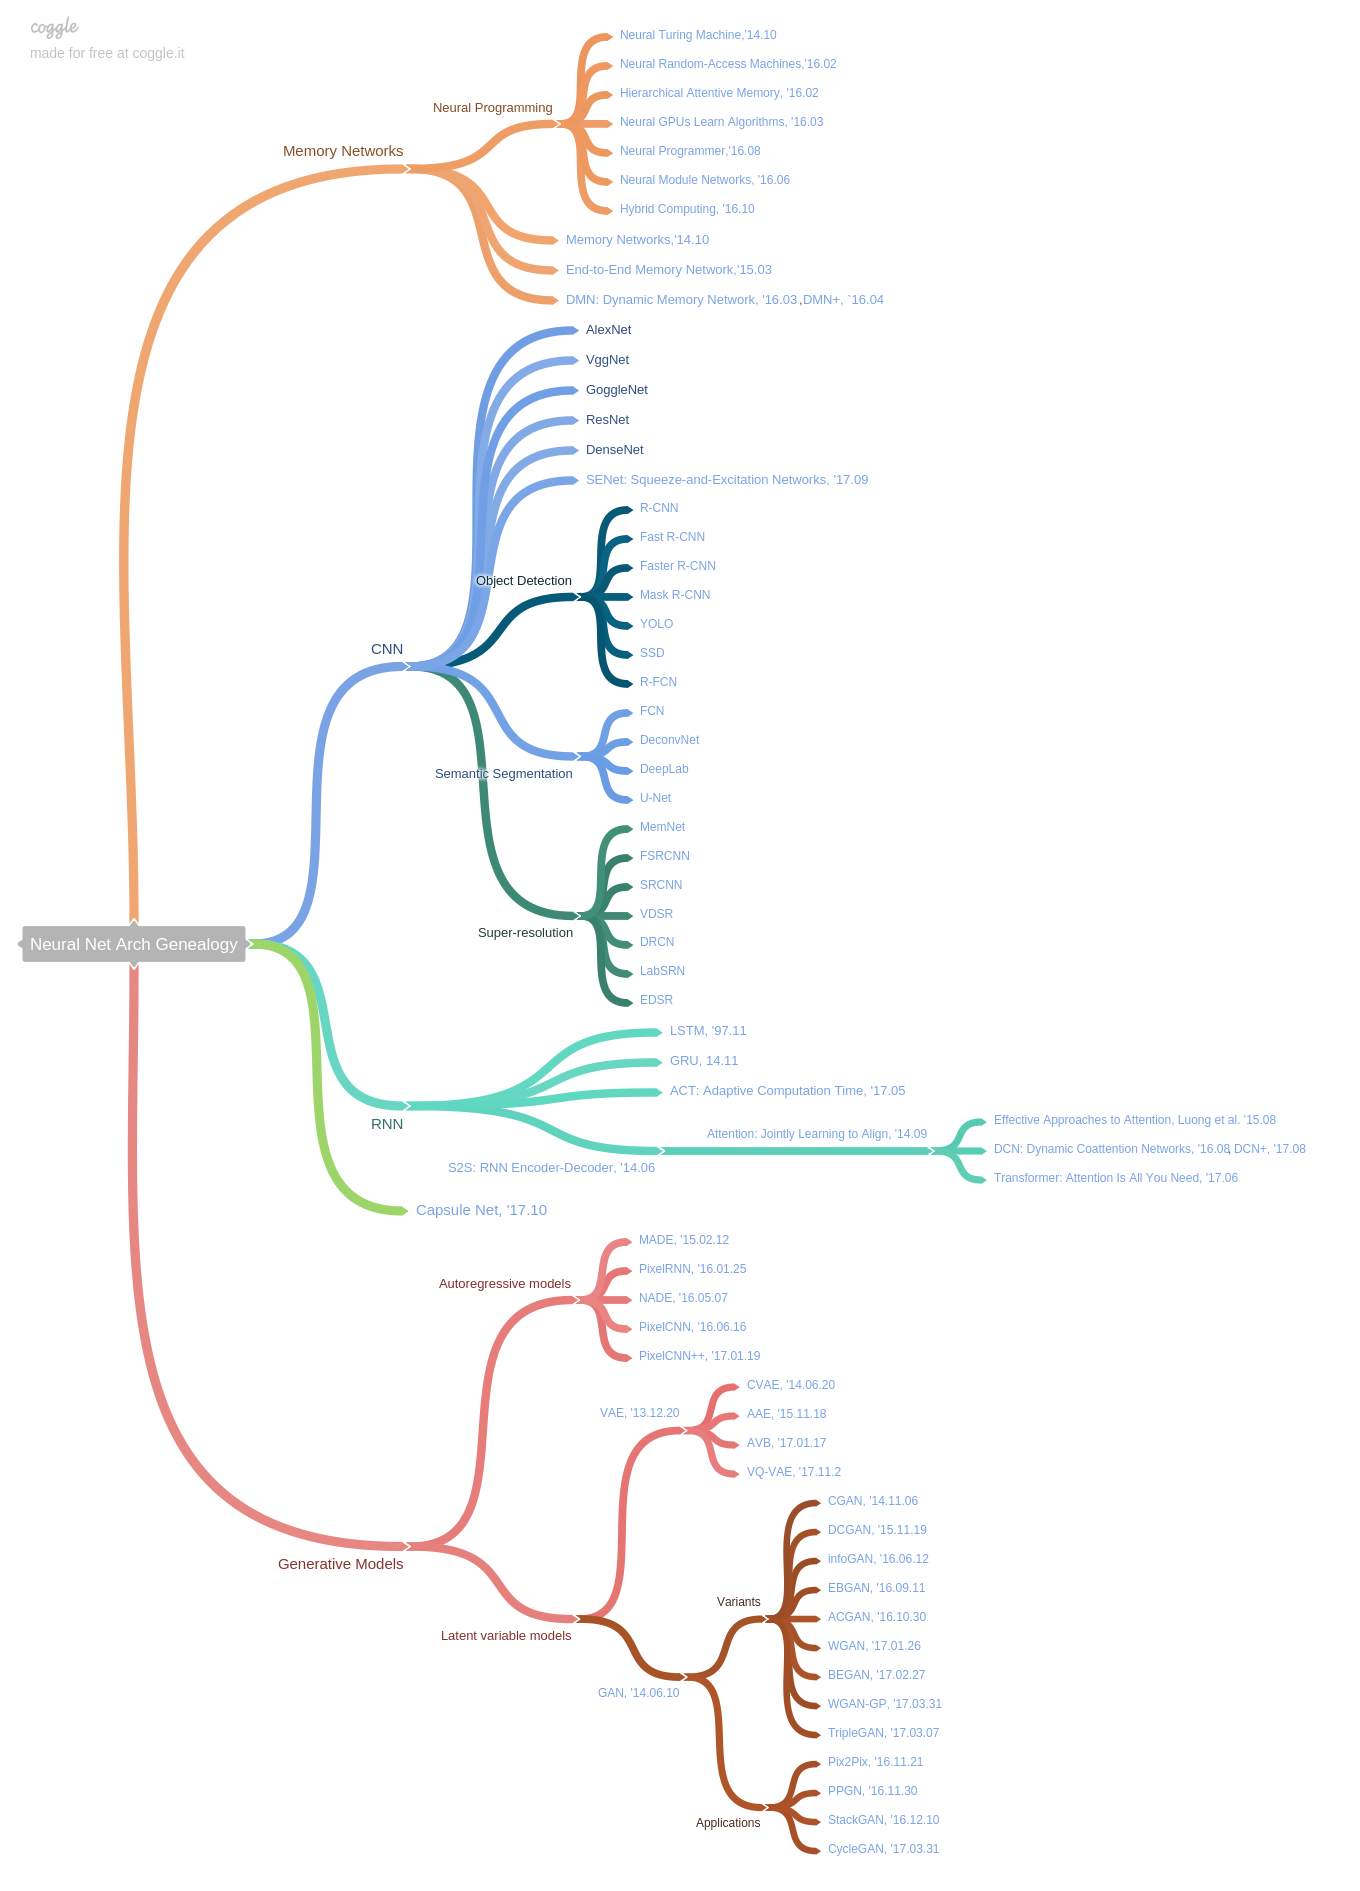 coggle
made for free at coggle.it
Neural Turing Machine,'14.10
Neural Random-Access Machines,'16.02
Hierarchical Attentive Memory, '16.02
Neural Programming
Neural GPUs Learn Algorithms, '16.03
Memory Networks
Neural Programmer,'16.08
Neural Module Networks, '16.06
Hybrid Computing, '16.10
Memory Networks,'14.10
End-to-End Memory Network,'15.03
DMN: Dynamic Memory Network, '16.03,DMN+, `16.04
AlexNet
VggNet
GoggleNet
ResNet
DenseNet
SENet: Squeeze-and-Excitation Networks, '17.09
R-CNN
Fast R-CNN
Faster R-CNN
Object Detection
Mask R-CNN
YOLO
CNN
SSD
R-FCN
FCN
DeconvNet
DeepLab
Semantic Segmentation
U-Net
MemNet
FSRCNN
SRCNN
VDSR
Super-resolution
DRCN
Neural Net Arch Genealogy
LabSRN
EDSR
LSTM, '97.11
GRU, 14.11
ACT: Adaptive Computation Time, '17.05
RNN
Effective Approaches to Attention, Luong et al. '15.08
Attention: Jointly Learning to Align, '14.09
DCN: Dynamic Coattention Networks, '16.08, DCN+, '17.08
S2S: RNN Encoder-Decoder, '14.06
Transformer: Attention Is All You Need, '17.06
Capsule Net, '17.10
MADE, '15.02.12
PixelRNN, '16.01.25
Autoregressive models
NADE, '16.05.07
PixelCNN, '16.06.16
PixelCNN++, '17.01.19
CVAE, '14.06.20
VAE, '13.12.20
AAE, '15.11.18
AVB, '17.01.17
VQ-VAE, '17.11.2
CGAN, '14.11.06
DCGAN, '15.11.19
Generative Models
infoGAN, '16.06.12
EBGAN, '16.09.11
Variants
ACGAN, '16.10.30
Latent variable models
WGAN, '17.01.26
BEGAN, '17.02.27
GAN, '14.06.10
WGAN-GP, '17.03.31
TripleGAN, '17.03.07
Pix2Pix, '16.11.21
PPGN, '16.11.30
Applications
StackGAN, '16.12.10
CycleGAN, '17.03.31